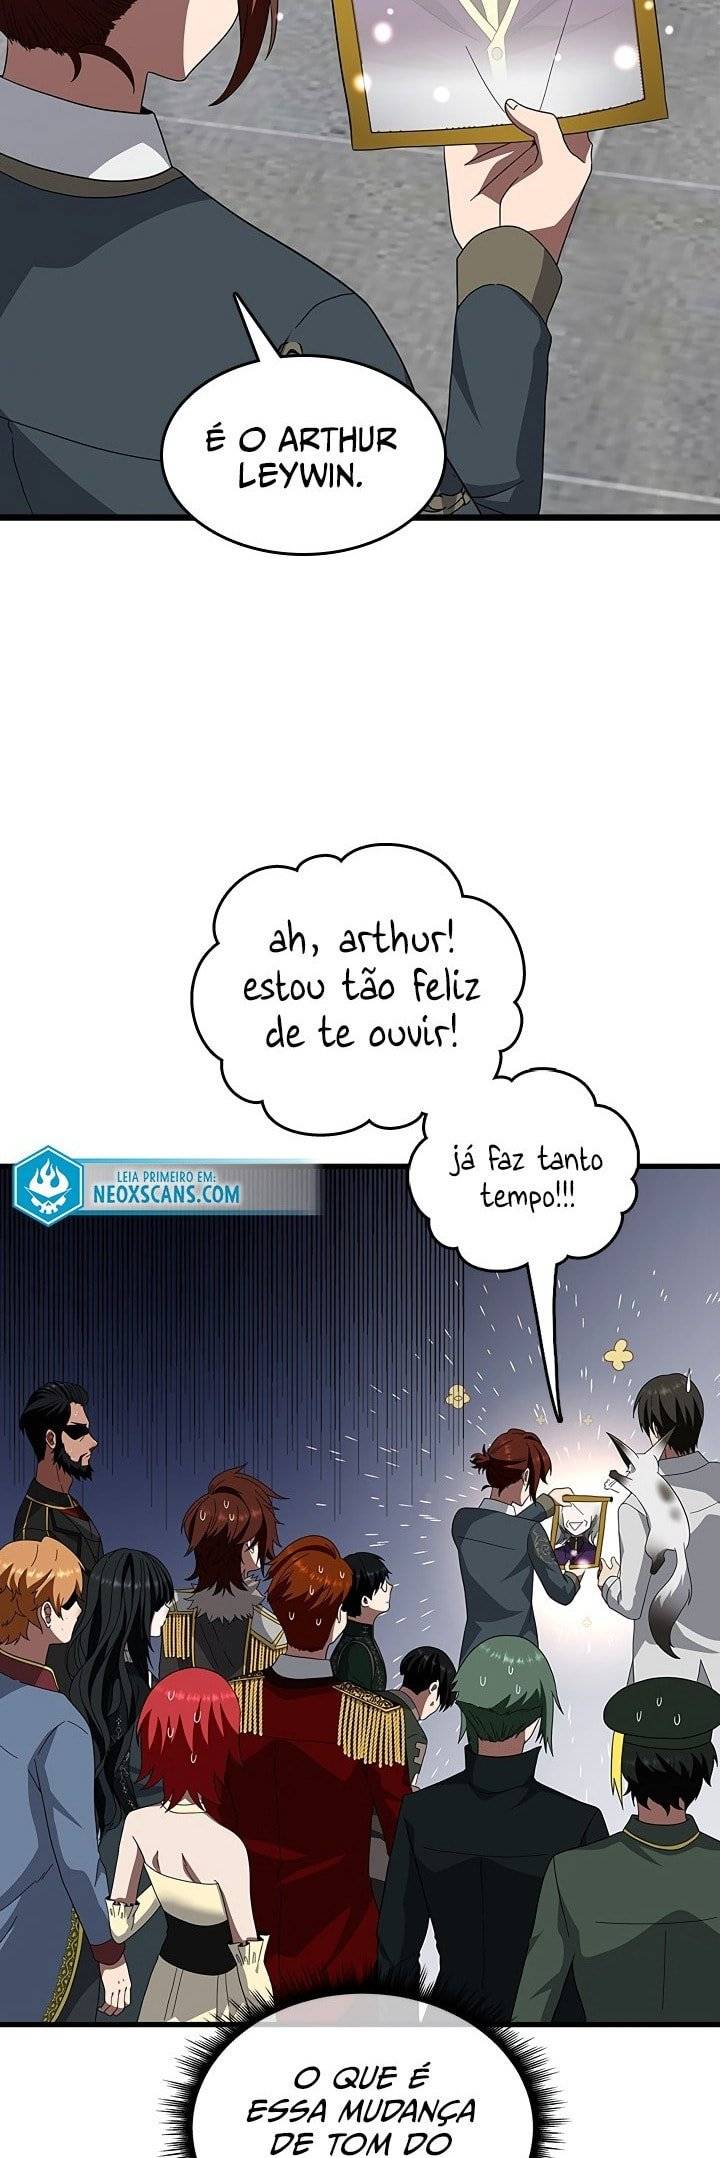 É O ARTHUR
LEYWIN.
ah, arthur!
estou tão feliz
de te ouvir!
já faz tanto
tempo!!!
LEIA PRIMEIRO EM:
NEOXSCANS.COM
O QUE É
ESSA MUDANÇA
DE TOM DO